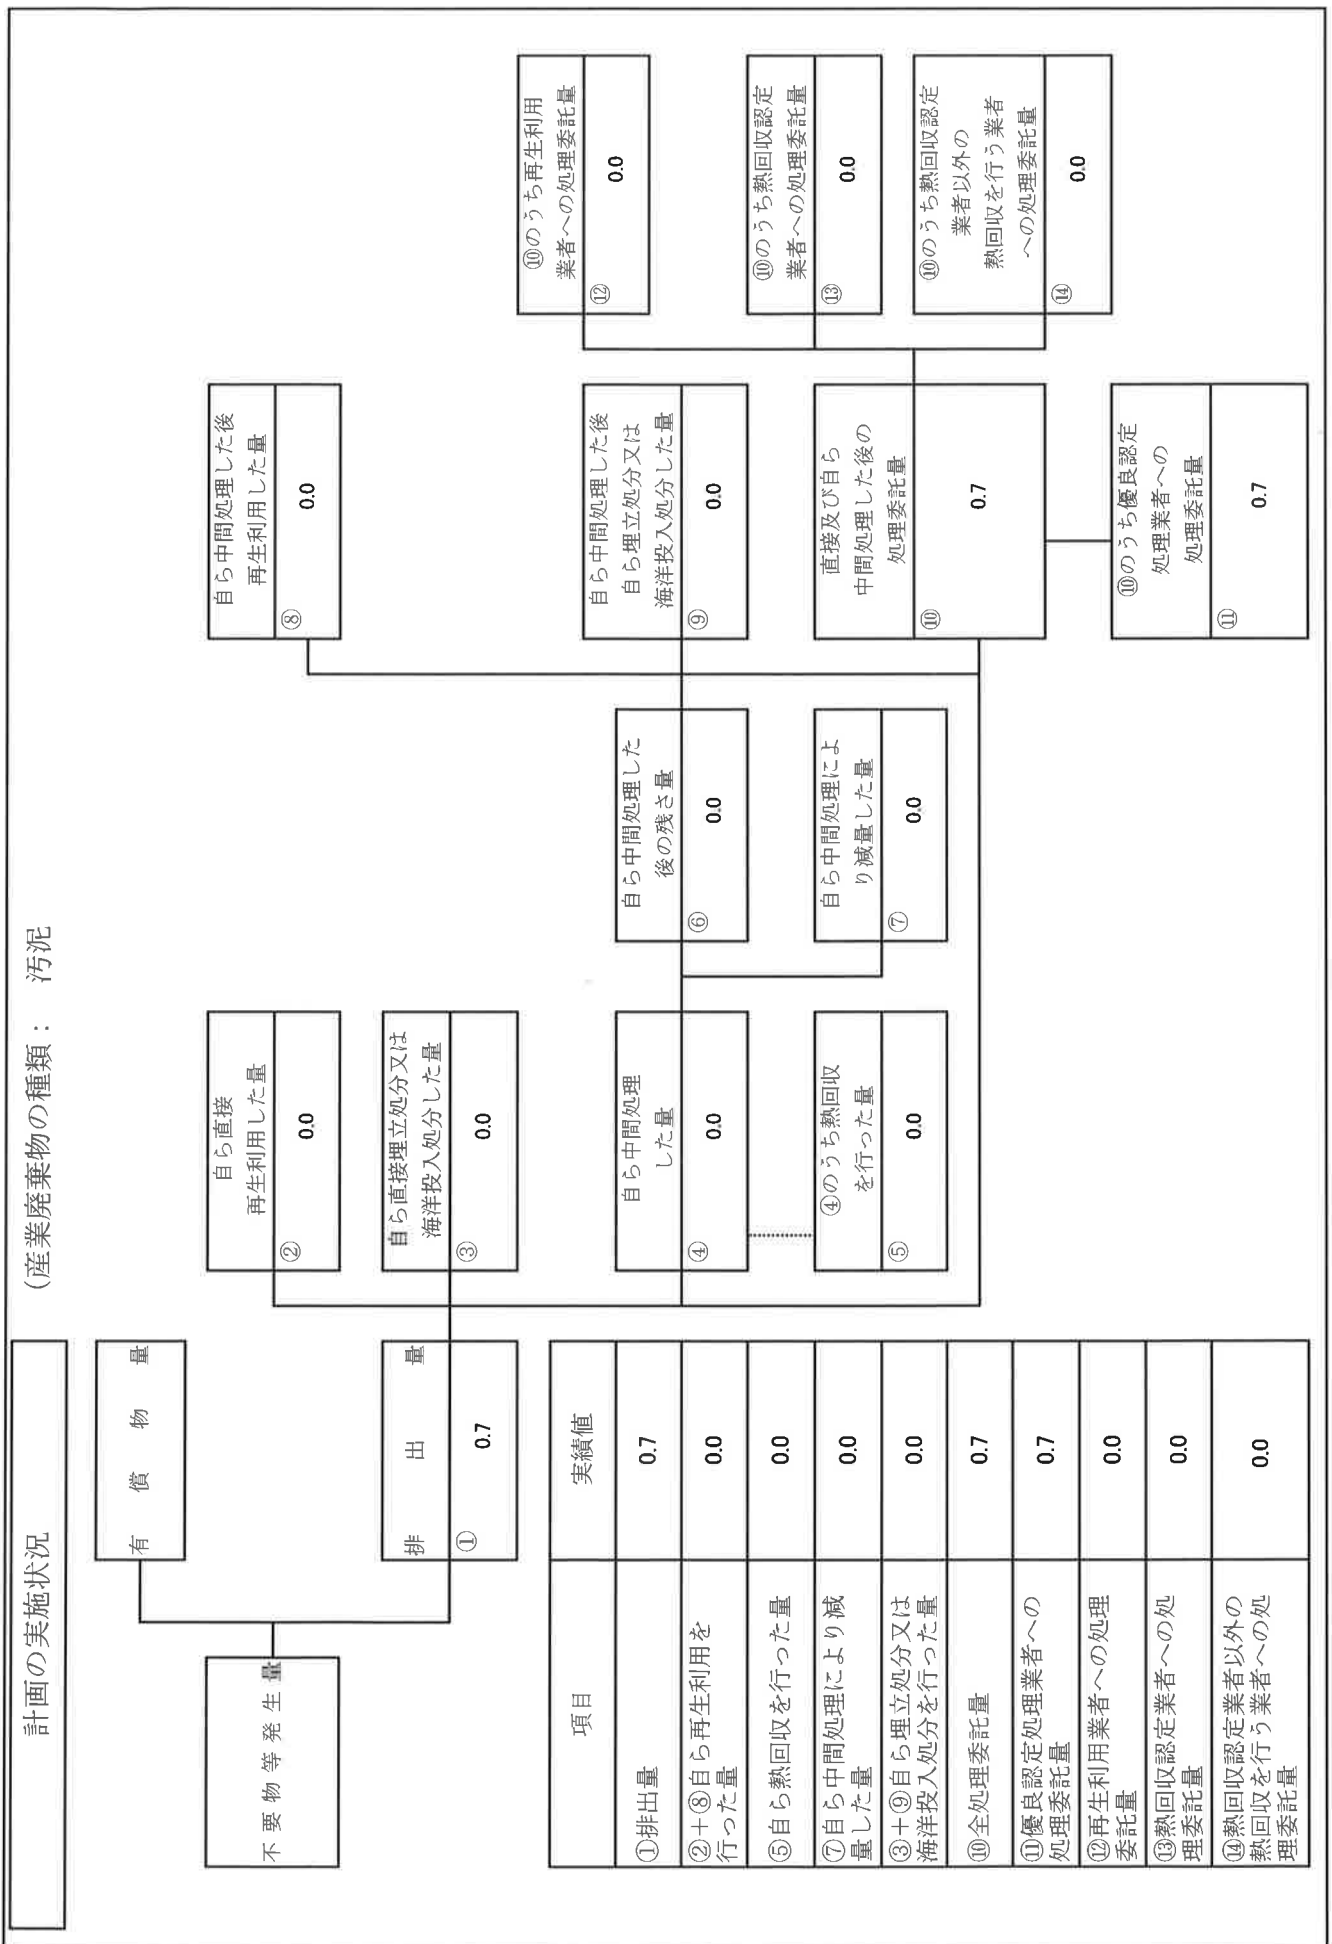 計画の実施状況
(産業廃棄物の種類： 汚泥
不要物等発生量
有償物量
排出量
①
0.7
自ら直接
再生利用した量
②
0.0
自ら直接埋立処分又は
海洋投入処分した量
③
0.0
自ら中間処理
した量
④
0.0
④のうち熱回収
を行った量
⑤
0.0
自ら中間処理した
後の残さ量
⑥
0.0
自ら中間処理によ
り減量した量
⑦
0.0
自ら中間処理した後
再生利用した量
⑧
0.0
自ら中間処理した後
自ら埋立処分又は
海洋投入処分した量
⑨
0.0
直接及び自ら
中間処理した後の
処理委託量
⑩
0.7
⑩のうち優良認定
処理業者への
処理委託量
⑪
0.7
⑩のうち再生利用
業者への処理委託量
⑫
0.0
⑩のうち熱回収認定
業者への処理委託量
⑬
0.0
⑩のうち熱回収認定
業者以外の
熱回収を行う業者
への処理委託量
⑭
0.0
項目 実績値
①排出量 0.7
②＋⑧自ら再生利用を
行った量 0.0
⑤自ら熱回収を行った量 0.0
⑦自ら中間処理により減
量した量 0.0
③＋⑨自ら埋立処分又は
海洋投入処分を行った量 0.0
⑩全処理委託量 0.7
⑪優良認定処理業者への
処理委託量 0.7
⑫再生利用業者への処理
委託量 0.0
⑬熱回収認定業者への処
理委託量 0.0
⑭熱回収認定業者以外の
熱回収を行う業者への処
理委託量 0.0